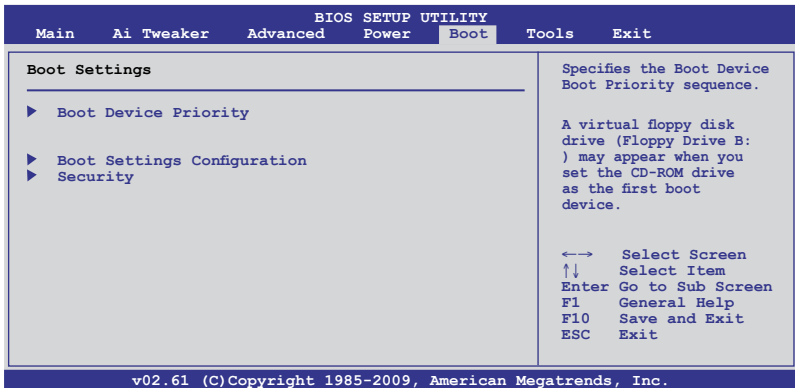 BIOS SETUP UTILITY
Main Ai Tweaker Advanced Power Boot Tools Exit
Boot Settings
Boot Device Priority
Boot Settings Configuration
Security
Specifies the Boot Device
Boot Priority sequence.
A virtual floppy disk
drive (Floppy Drive B:
) may appear when you
set the CD-ROM drive
as the first boot
device.
←→ Select Screen
↑↓ Select Item
Enter Go to Sub Screen
F1 General Help
F10 Save and Exit
ESC Exit
v02.61 (C)Copyright 1985-2009, American Megatrends, Inc.